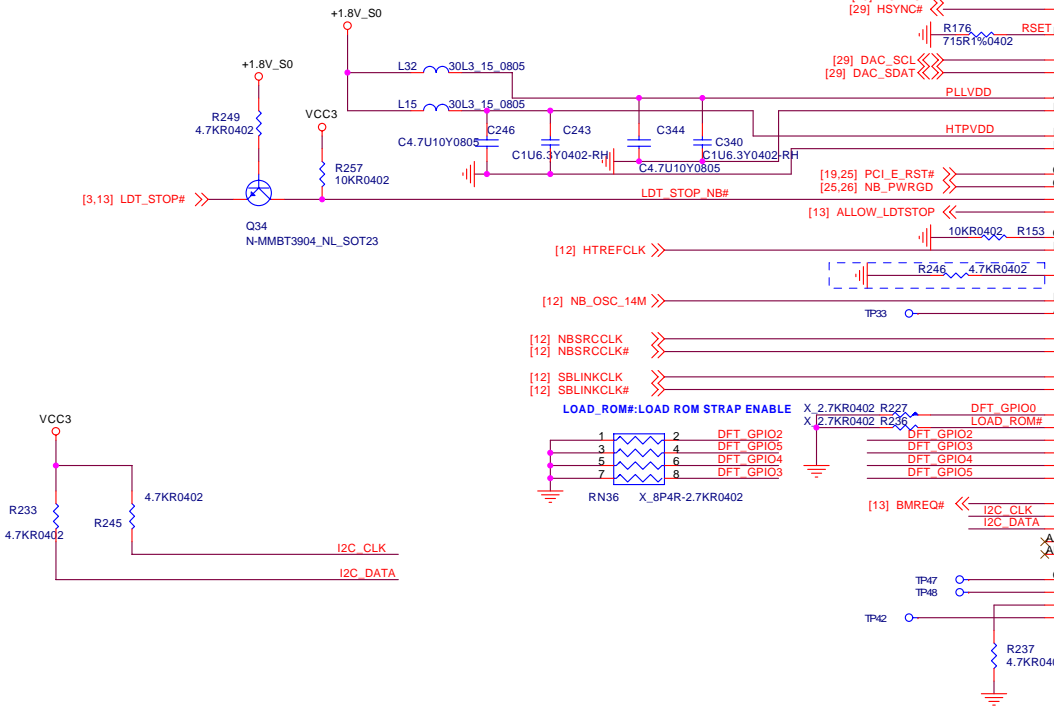 [29] HSYNC#
+1.8V_S0
R176
715R1%0402
RSET
L32 30L3_15_0805
[29] DAC_SCL
[29] DAC_SDAT
+1.8V_S0
PLLVDD
L15 30L3_15_0805
R249
4.7KR0402
VCC3
C246
C4.7U10Y0805
C243
C1U6.3Y0402-RH
C344
C4.7U10Y0805
C340
C1U6.3Y0402-RH
HTPVDD
R257
10KR0402
[19,25] PCI_E_RST#
[25,26] NB_PWRGD
[3,13] LDT_STOP#
LDT_STOP_NB#
[13] ALLOW_LDTSTOP
Q34
N-MMBT3904_NL_SOT23
10KR0402 R153
[12] HTREFCLK
R246 4.7KR0402
[12] NB_OSC_14M
TP33
[12] NBSRCCLK
[12] NBSRCCLK#
[12] SBLINKCLK
[12] SBLINKCLK#
LOAD_ROM#:LOAD ROM STRAP ENABLE
X_2.7KR0402 R227 DFT_GPIO0
X_2.7KR0402 R236 LOAD_ROM#
VCC3
1 2 DFT_GPIO2
3 4 DFT_GPIO5
5 6 DFT_GPIO4
7 8 DFT_GPIO3
DFT_GPIO2
DFT_GPIO3
DFT_GPIO4
DFT_GPIO5
RN36 X_8P4R-2.7KR0402
[13] BMREQ#
I2C_CLK
I2C_DATA
R233
4.7KR0402
4.7KR0402
R245
A
A
I2C_CLK
I2C_DATA
TP47
TP48
TP42
R237
4.7KR040